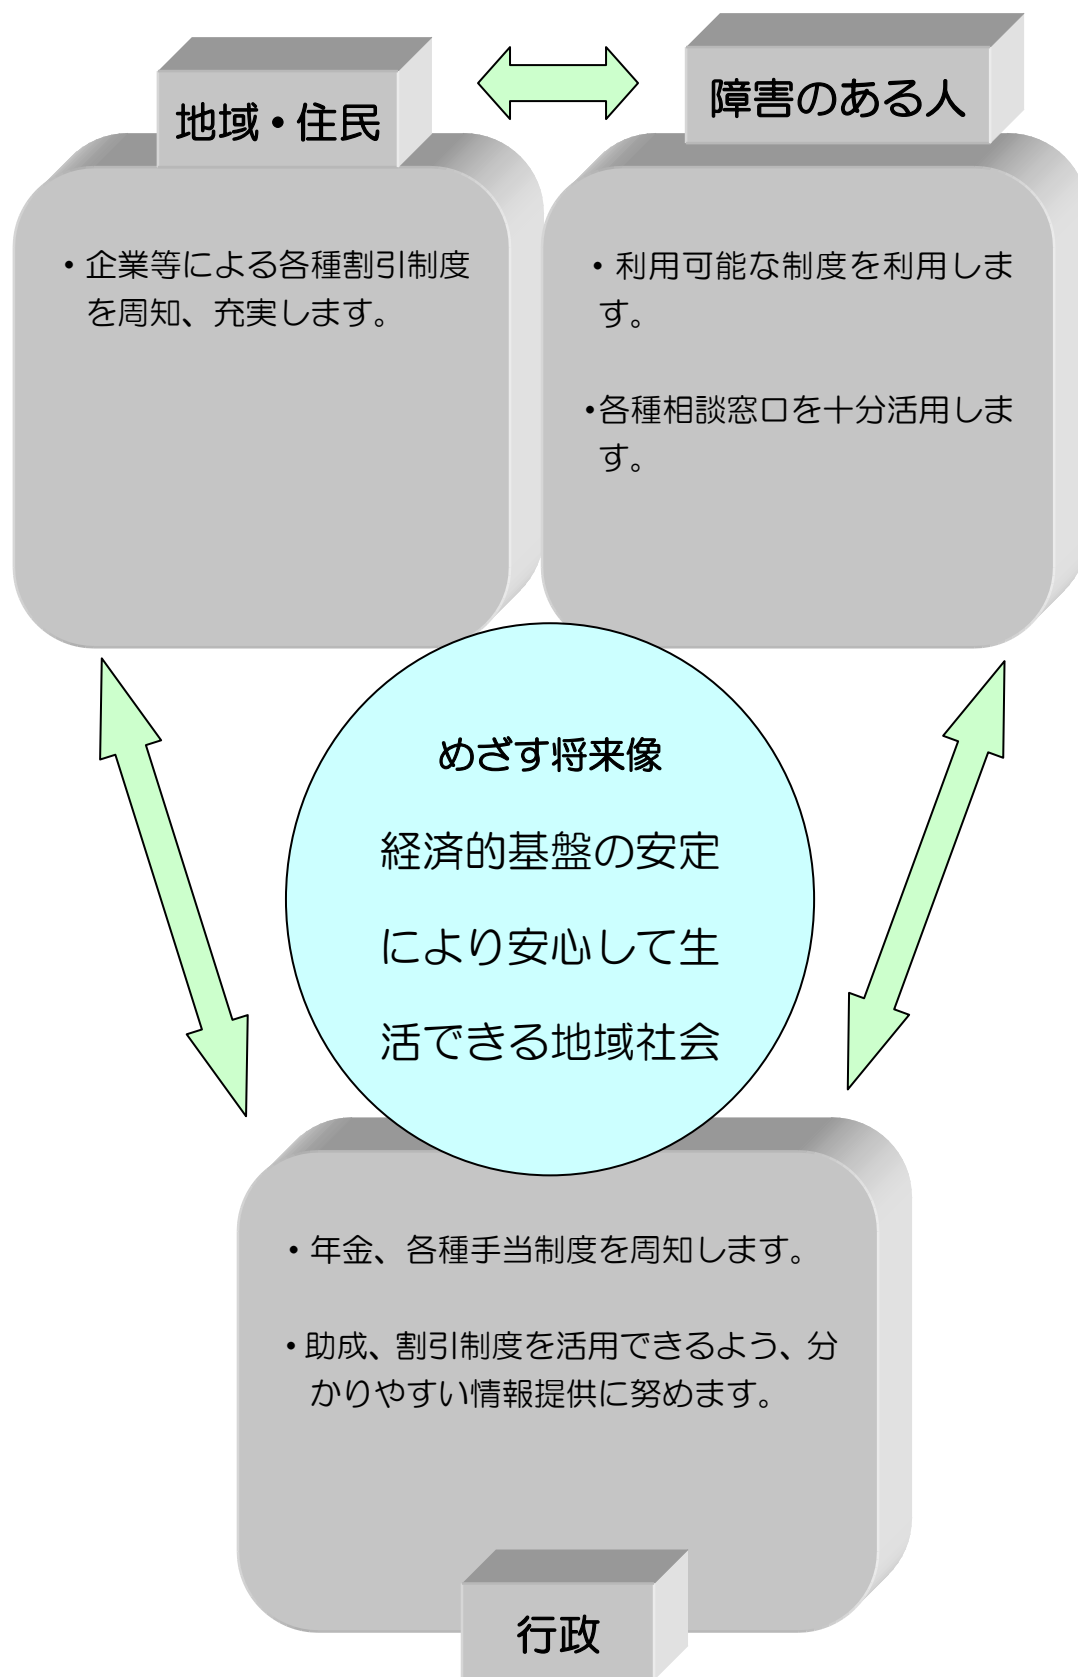 地域・住民
・企業等による各種割引制度
を周知、充実します。
障害のある人
・利用可能な制度を利用しま
す。
・各種相談窓口を十分活用しま
す。
めざす将来像
経済的基盤の安定
により安心して生
活できる地域社会
・年金、各種手当制度を周知します。
・助成、割引制度を活用できるよう、分
かりやすい情報提供に努めます。
行政